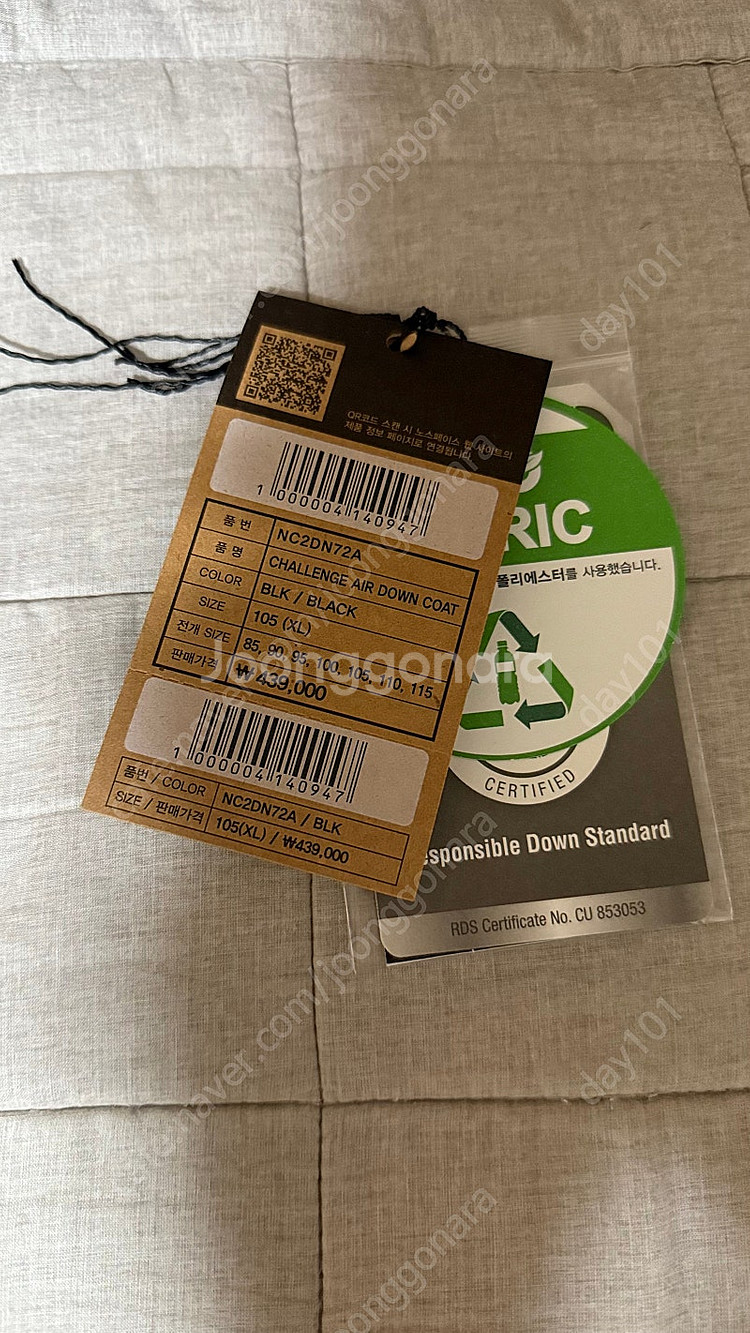 QR코드 스캔 시 노스페이스 웹 사이트의
제품 정보 페이지로 연결됩니다.
1 000004 140947
품 번 NC2DN72A
품 명 CHALLENGE AIR DOWN COAT
COLOR BLK / BLACK
SIZE 105 (XL)
전개 SIZE 85, 90, 95, 100, 105, 110, 115
판매가격 ₩ 439,000
1 000004 140947
품번 / COLOR NC2DN72A / BLK
SIZE / 판매가격 105(XL) / ₩439,000
RIC
폴리에스터를 사용했습니다.
CERTIFIED
esponsible Down Standard
RDS Certificate No. CU 853053
Joonggonara
day101
day101
day101